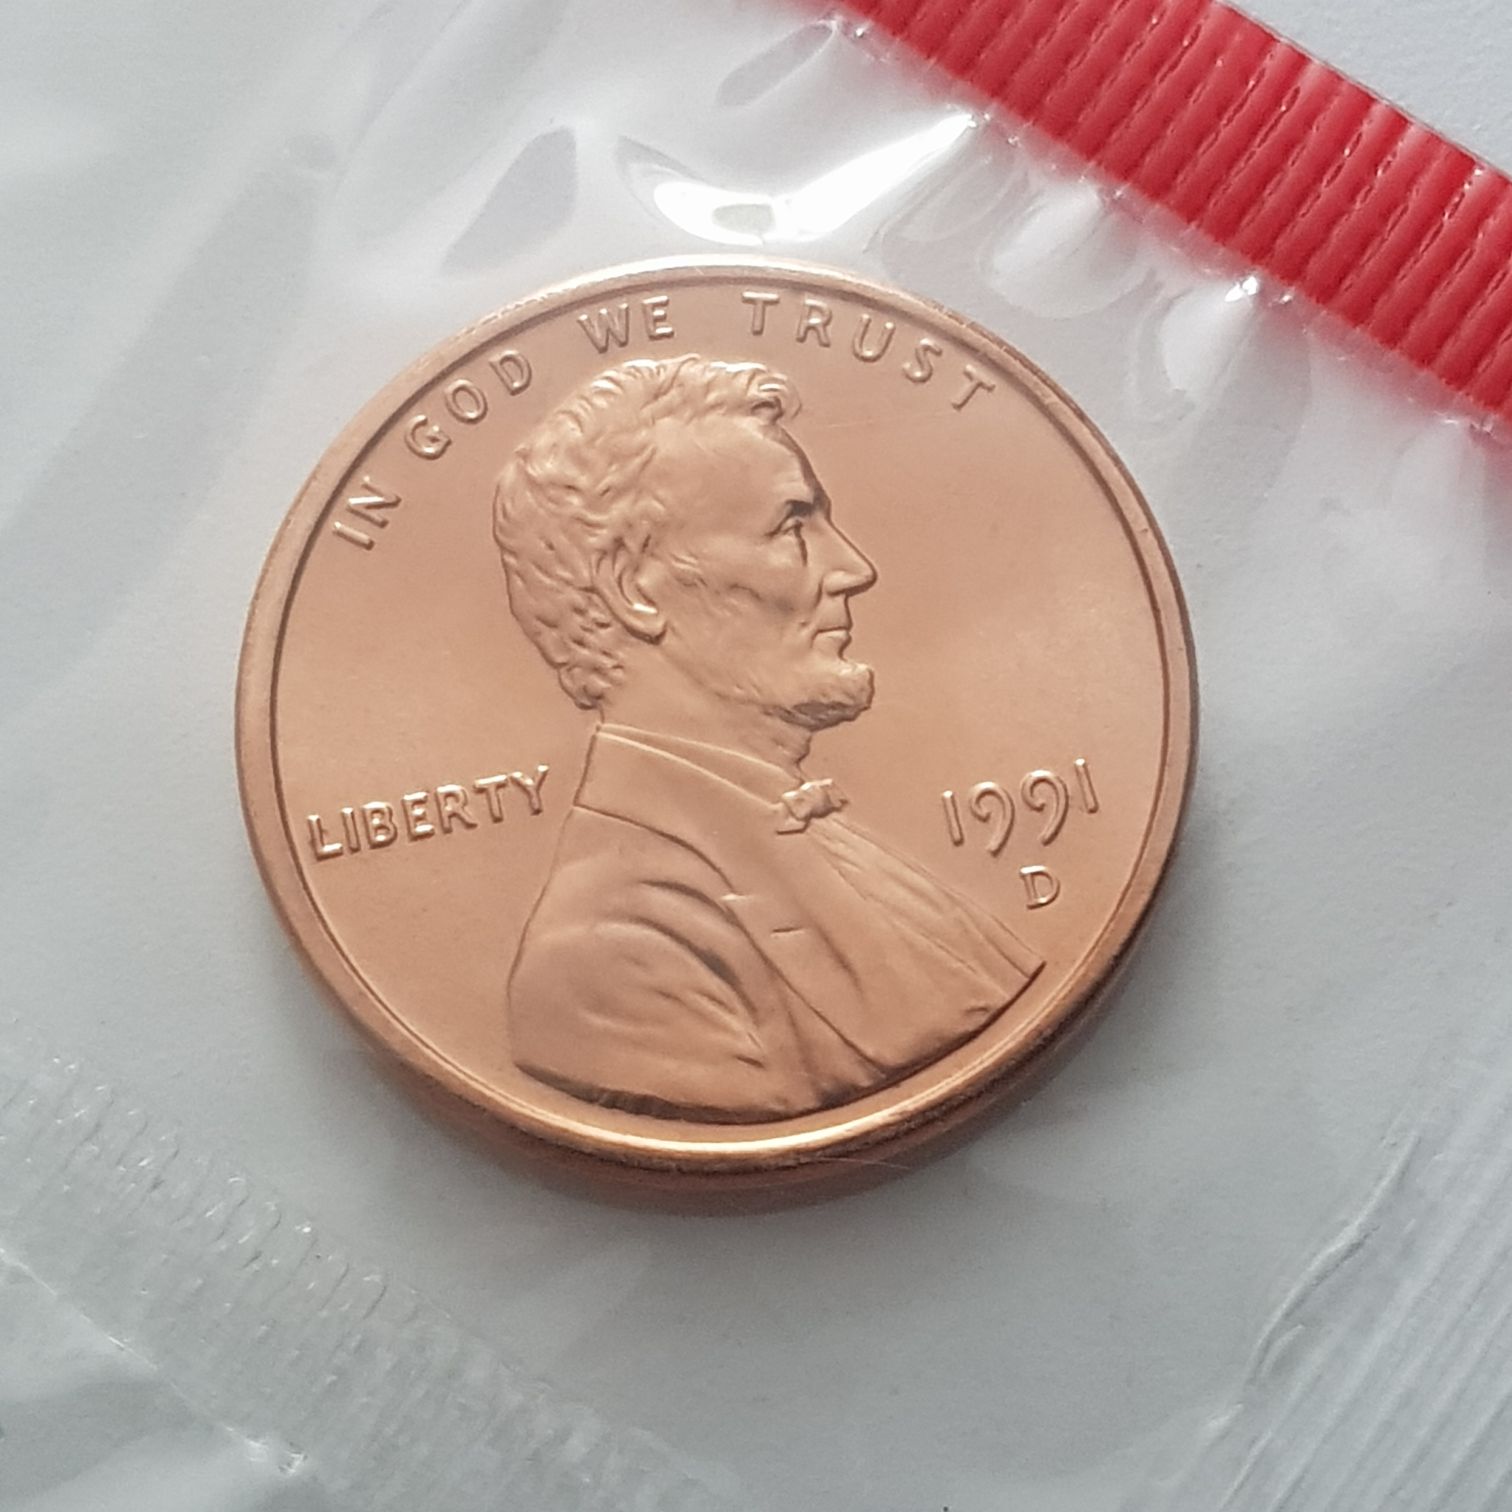 IN GOD WE TRUST
LIBERTY
1991
D